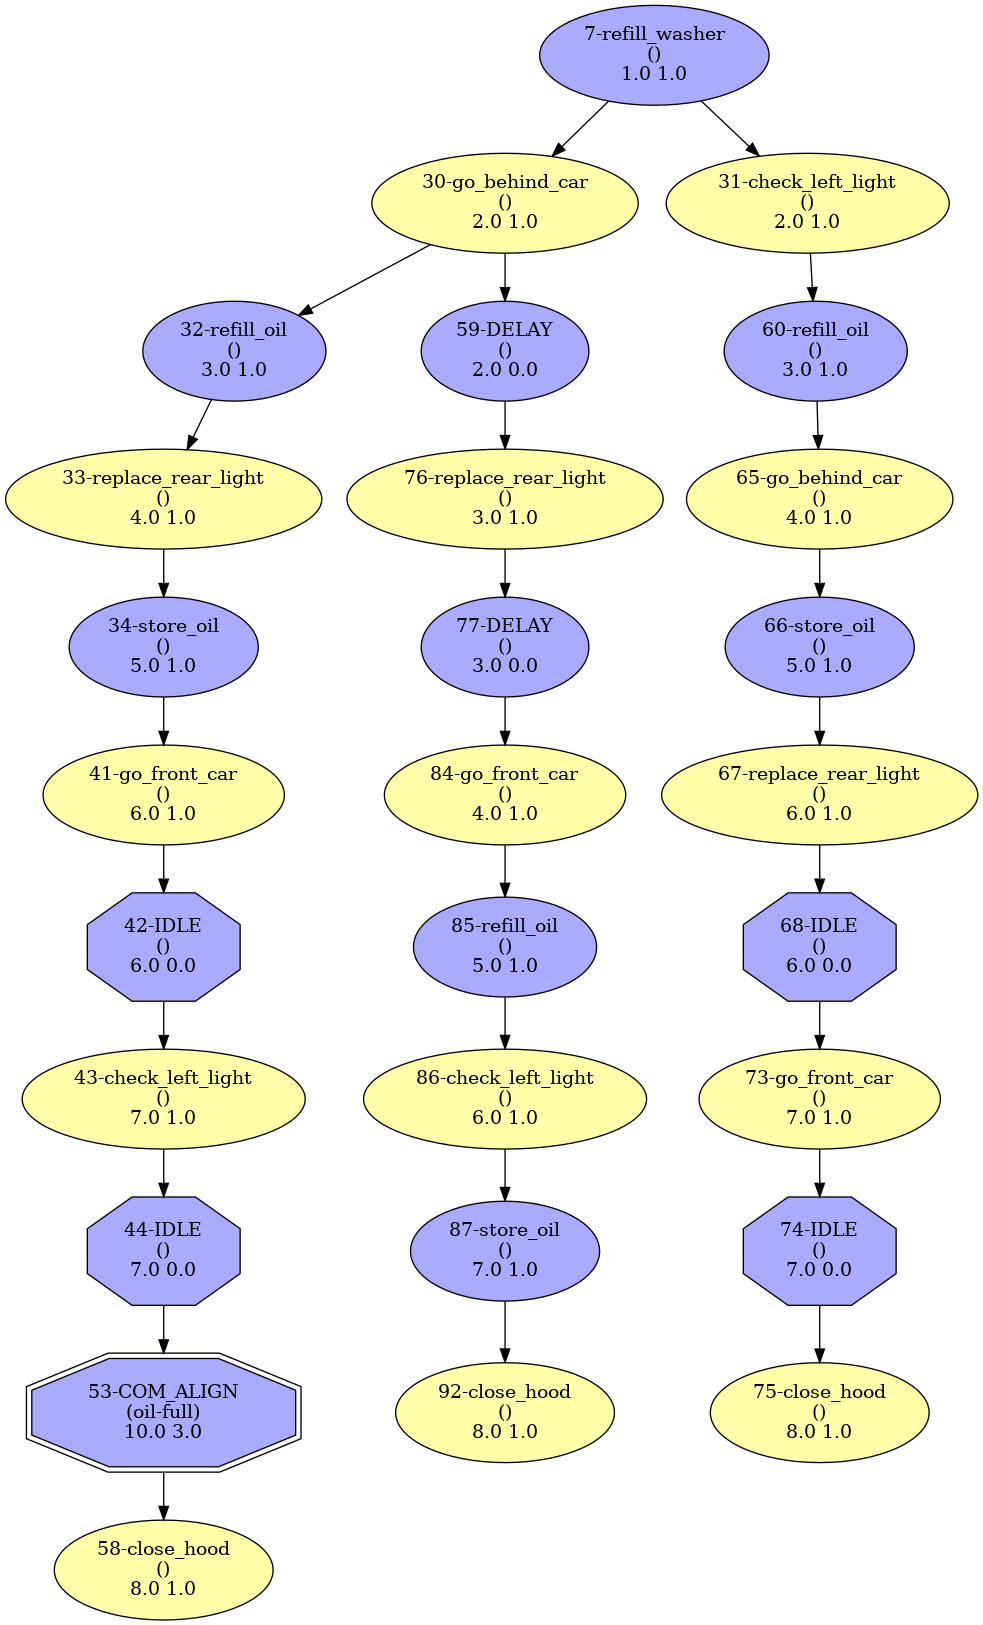 7-refill_washer
()
1.0 1.0
30-go_behind_car
()
2.0 1.0
31-check_left_light
()
2.0 1.0
32-refill_oil
()
3.0 1.0
59-DELAY
()
2.0 0.0
60-refill_oil
()
3.0 1.0
33-replace_rear_light
()
4.0 1.0
76-replace_rear_light
()
3.0 1.0
65-go_behind_car
()
4.0 1.0
34-store_oil
()
5.0 1.0
77-DELAY
()
3.0 0.0
66-store_oil
()
5.0 1.0
41-go_front_car
()
6.0 1.0
84-go_front_car
()
4.0 1.0
67-replace_rear_light
()
6.0 1.0
42-IDLE
()
6.0 0.0
85-refill_oil
()
5.0 1.0
68-IDLE
()
6.0 0.0
43-check_left_light
()
7.0 1.0
86-check_left_light
()
6.0 1.0
73-go_front_car
()
7.0 1.0
44-IDLE
()
7.0 0.0
87-store_oil
()
7.0 1.0
74-IDLE
()
7.0 0.0
53-COM_ALIGN
(oil-full)
10.0 3.0
92-close_hood
()
8.0 1.0
75-close_hood
()
8.0 1.0
58-close_hood
()
8.0 1.0